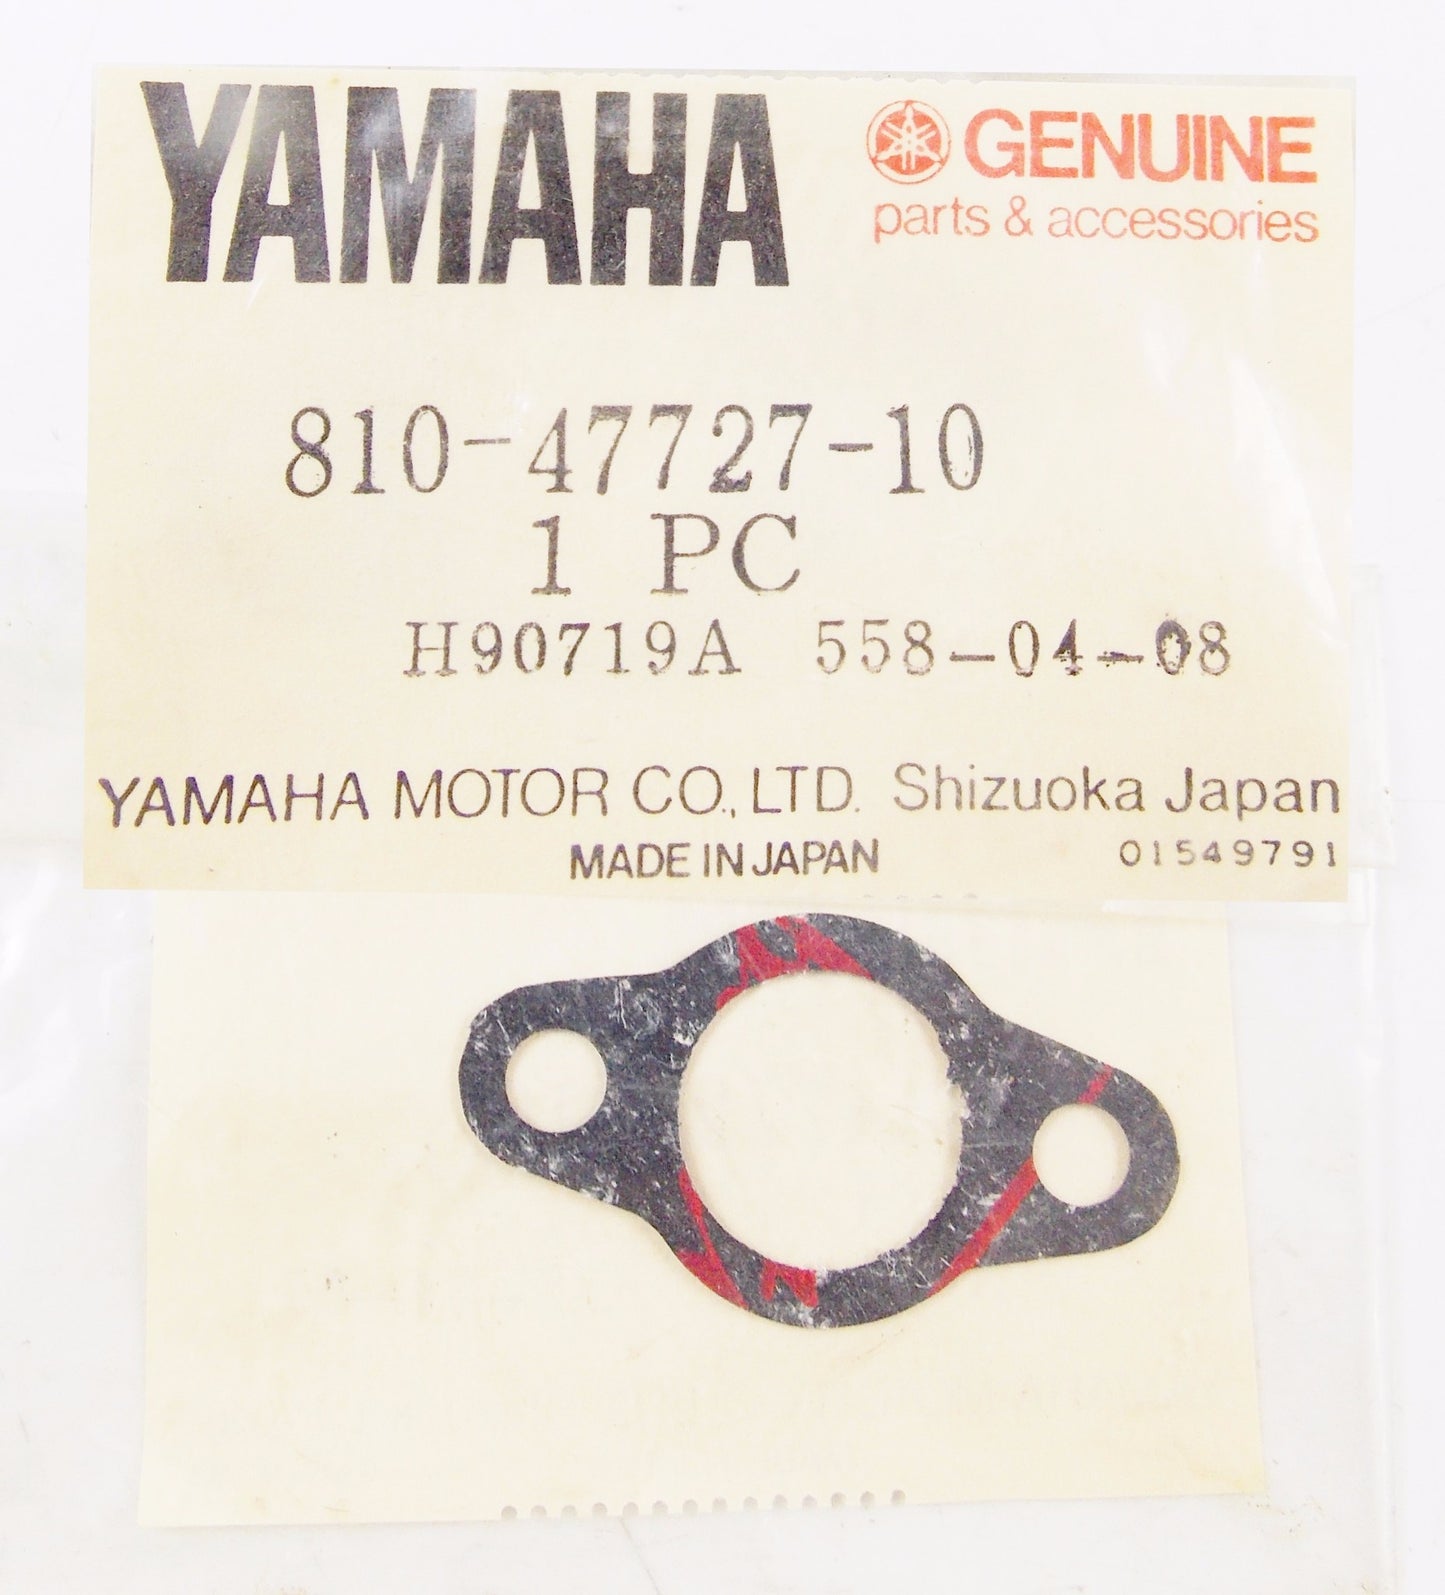 YAMAHA
GENUINE
parts & accessories
810-47727-10
1 PC
H90719A 558-04-08
YAMAHA MOTOR CO., LTD. Shizuoka Japan
MADE IN JAPAN
01549791